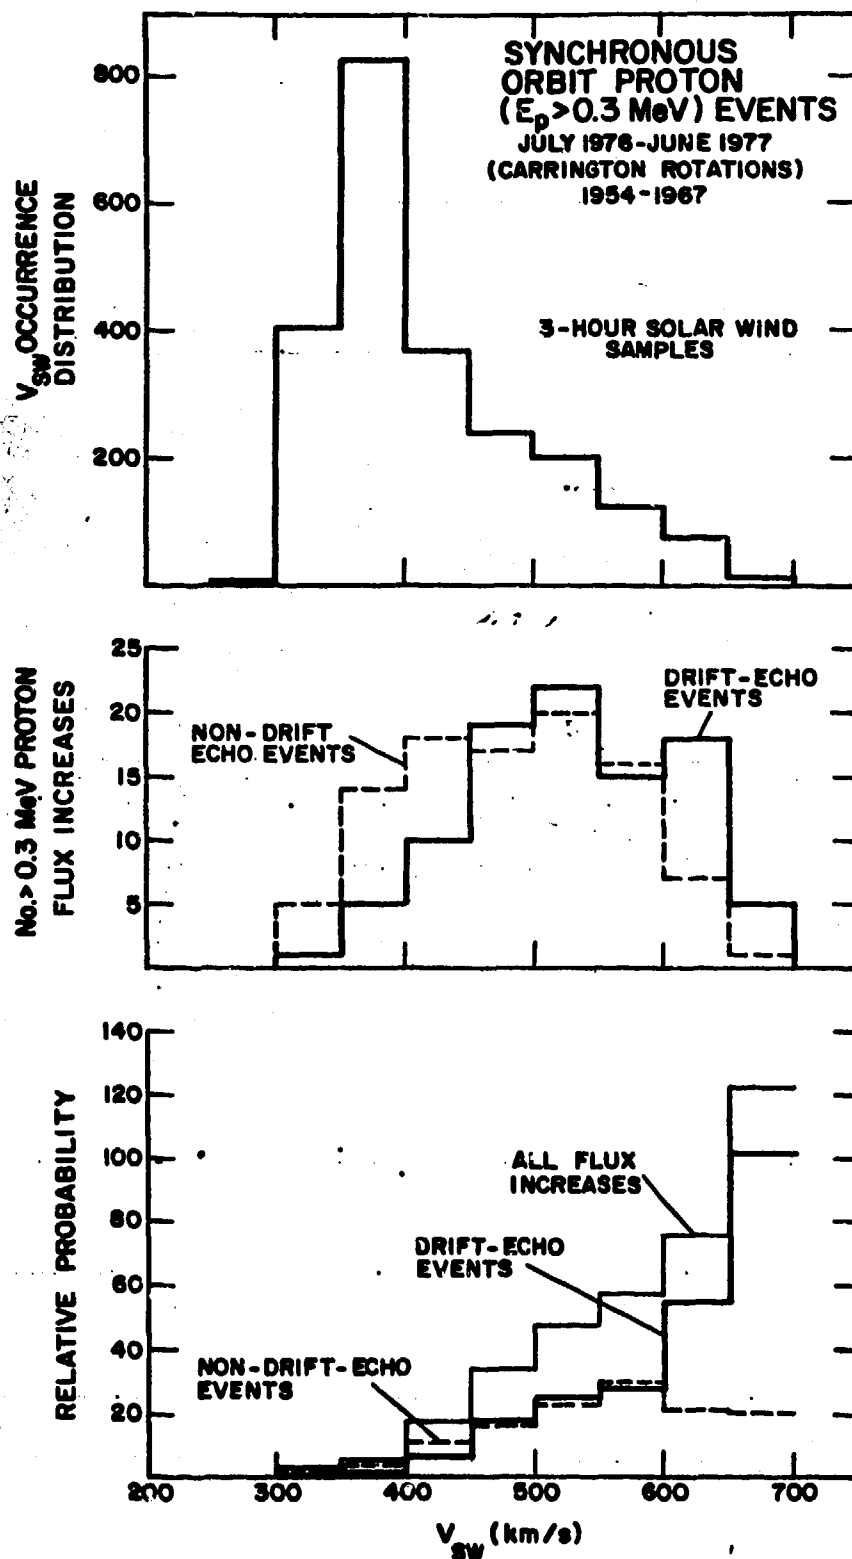 SYNCHRONOUS
ORBIT PROTON
(Ep>0.3 MeV) EVENTS
JULY 1976-JUNE 1977
(CARRINGTON ROTATIONS)
1954-1967
3-HOUR SOLAR WIND
SAMPLES
VSW OCCURRENCE
DISTRIBUTION
800
600
400
200
No.> 0.3 MeV PROTON
FLUX INCREASES
25
20
15
10
5
NON-DRIFT
ECHO EVENTS
DRIFT-ECHO
EVENTS
RELATIVE PROBABILITY
140
120
100
80
60
40
20
ALL FLUX
INCREASES
DRIFT-ECHO
EVENTS
NON-DRIFT-ECHO
EVENTS
200 300 400 500 600 700
VSW (km/s)